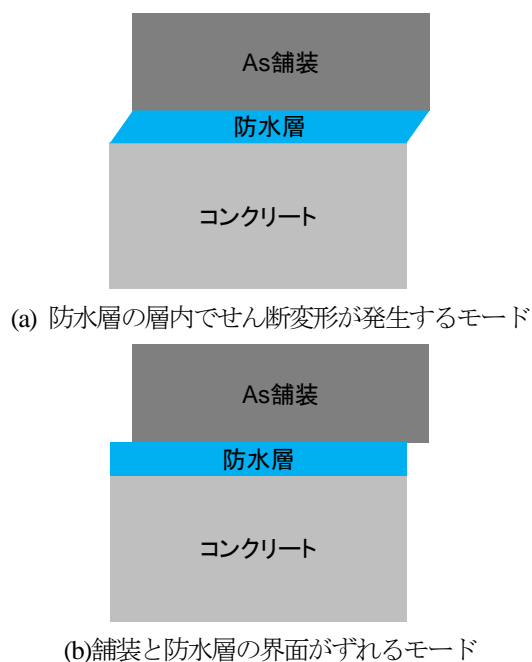 As舗装
防水層
コンクリート
(a) 防水層の層内でせん断変形が発生するモード
As舗装
防水層
コンクリート
(b)舗装と防水層の界面がずれるモード